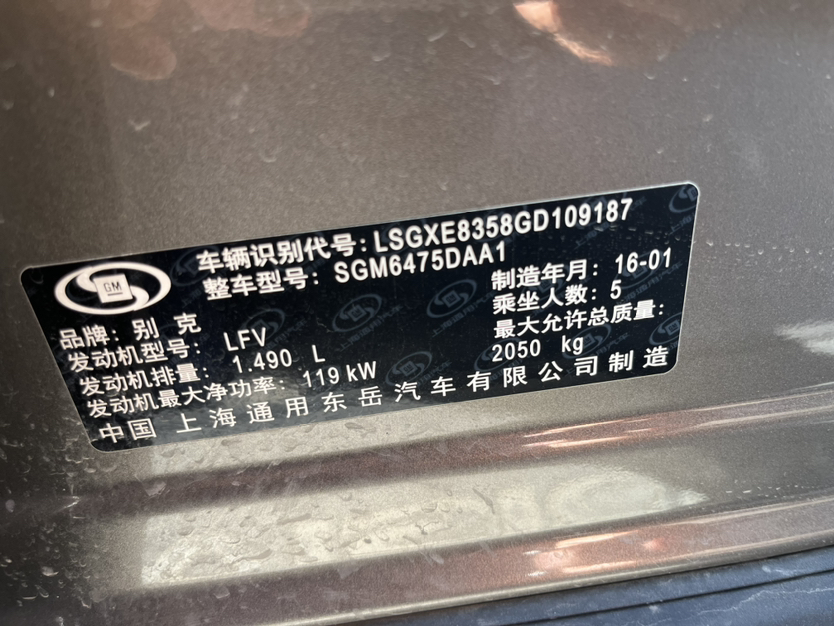 GM
车辆识别代号: LSGXE8358GD109187
整车型号: SGM6475DAA1
品牌: 别克
制造年月: 16-01
发动机型号: LFV
乘坐人数: 5
发动机排量: 1.490 L
最大允许总质量:
2050 kg
发动机最大净功率: 119 kW
中国 上海通用东岳汽车有限公司制造